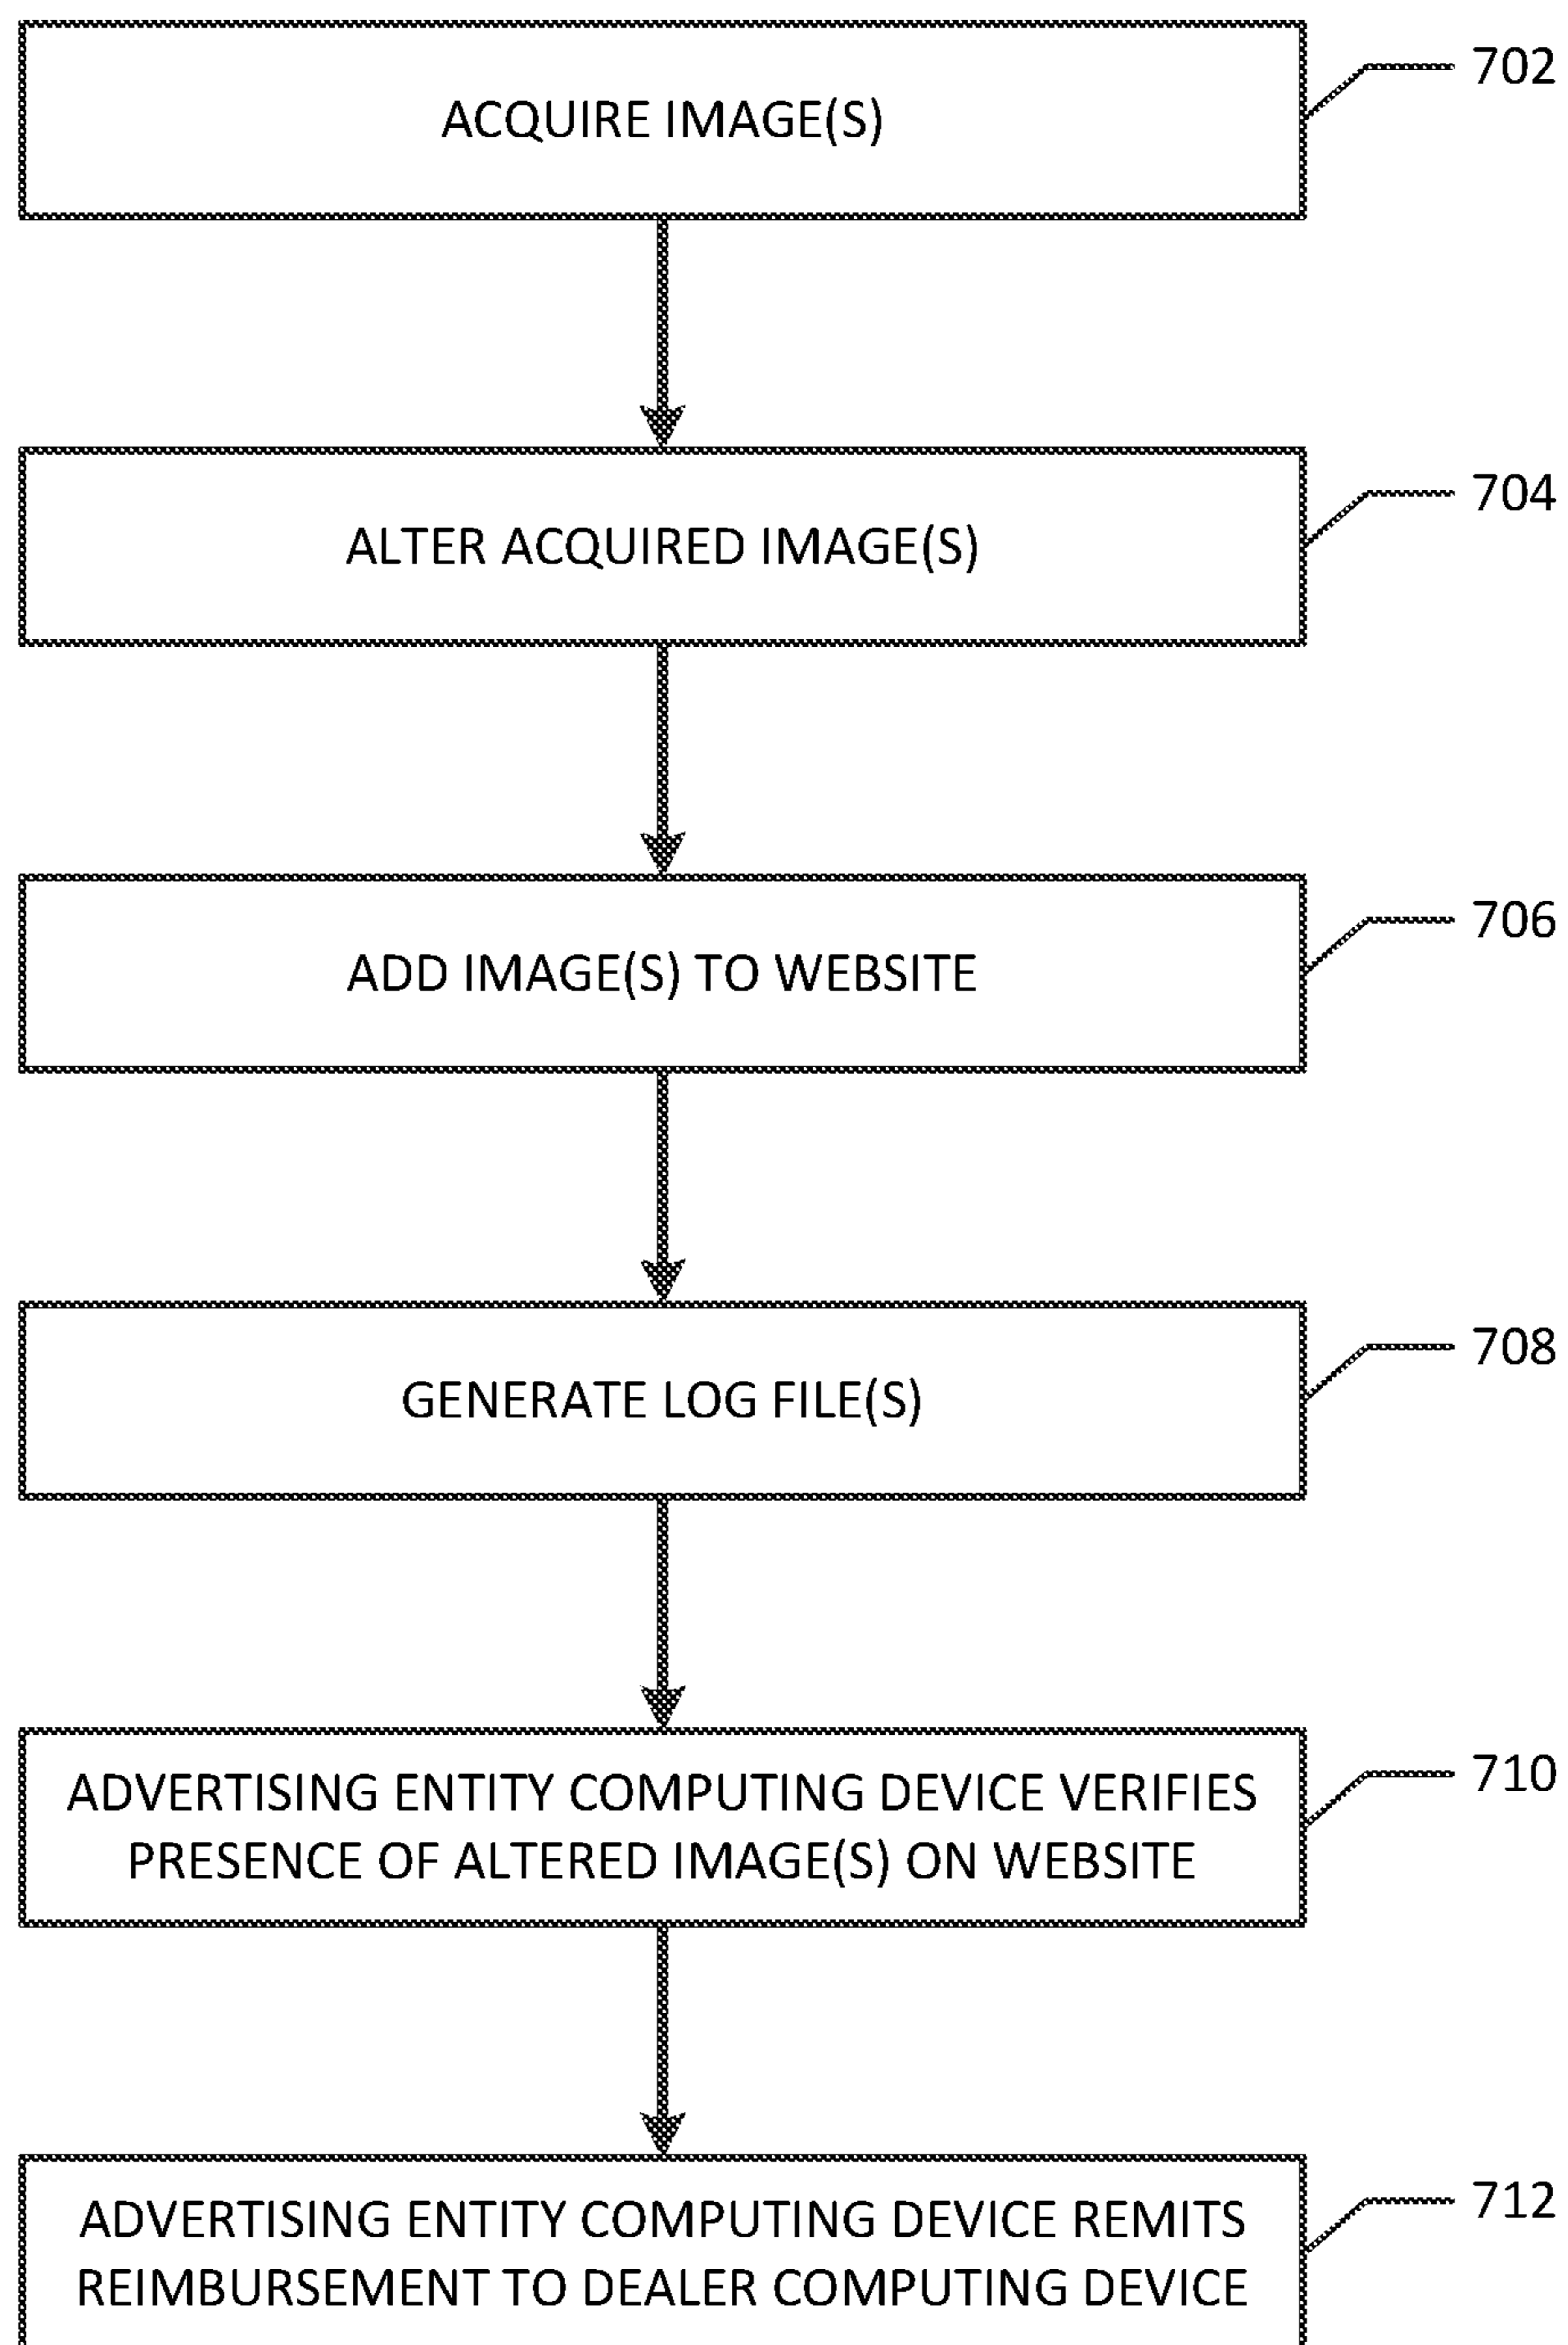 ACQUIRE IMAGE(S)
702
ALTER ACQUIRED IMAGE(S)
704
ADD IMAGE(S) TO WEBSITE
706
GENERATE LOG FILE(S)
708
ADVERTISING ENTITY COMPUTING DEVICE VERIFIES
PRESENCE OF ALTERED IMAGE(S) ON WEBSITE
710
ADVERTISING ENTITY COMPUTING DEVICE REMITS
REIMBURSEMENT TO DEALER COMPUTING DEVICE
712